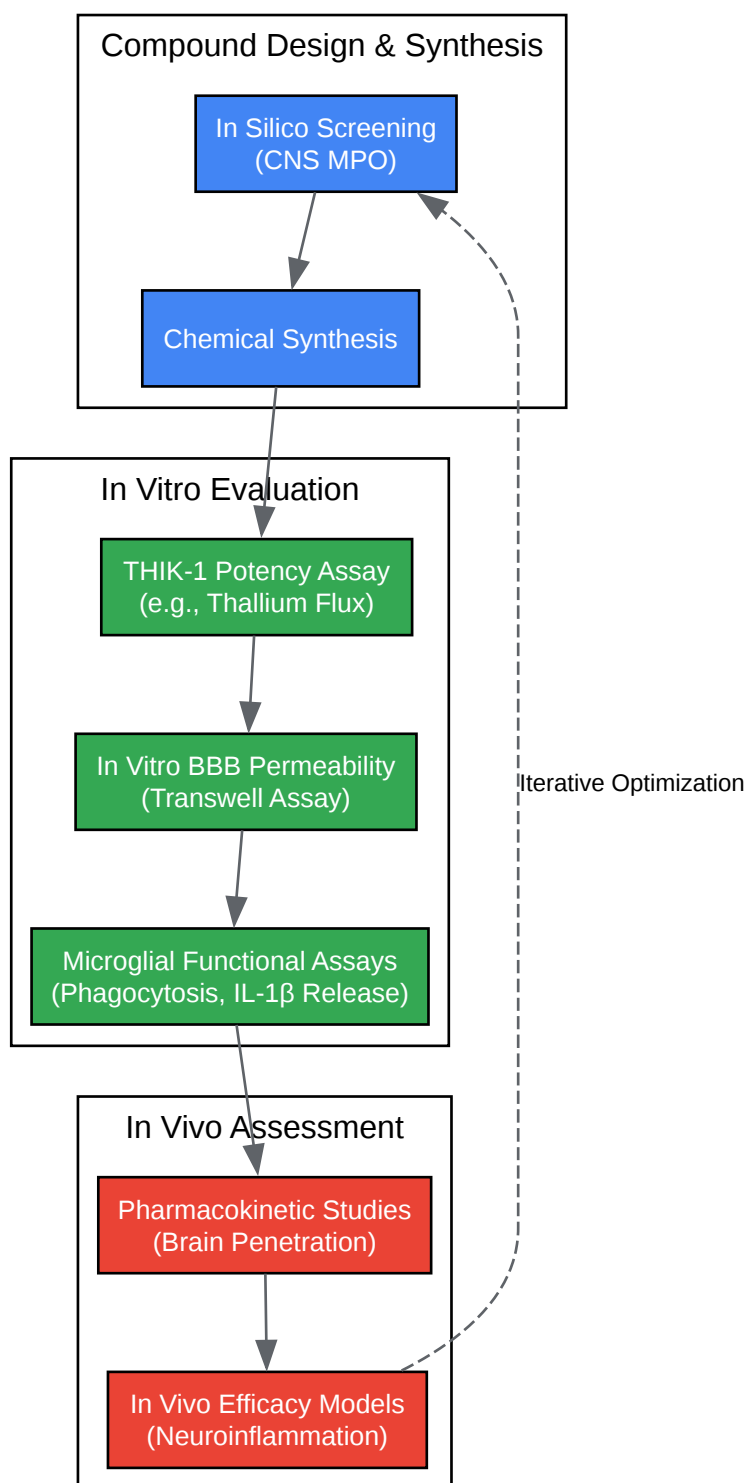 Compound Design & Synthesis
In Silico Screening
(CNS MPO)
Chemical Synthesis
In Vitro Evaluation
THIK-1 Potency Assay
(e.g., Thallium Flux)
In Vitro BBB Permeability
(Transwell Assay)
Iterative Optimization
Microglial Functional Assays
(Phagocytosis, IL-1β Release)
In Vivo Assessment
Pharmacokinetic Studies
(Brain Penetration)
In Vivo Efficacy Models
(Neuroinflammation)